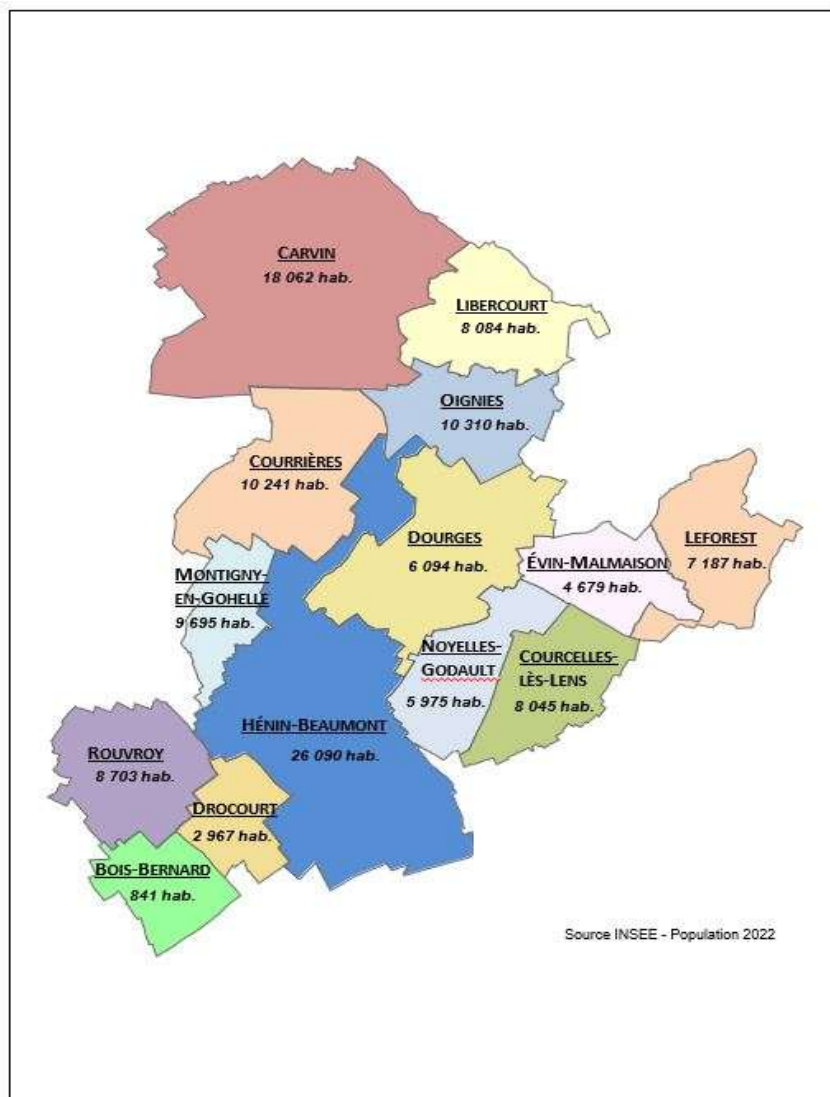 CARVIN
18 062 hab.
LIBERCOURT
8 084 hab.
OIGNIES
10 310 hab.
COURRIÈRES
10 241 hab.
DOURGES
6 094 hab.
LEFOREST
7 187 hab.
ÉVIN-MALMAISON
4 679 hab.
MONTIGNY-
EN-GOHELLE
9 695 hab.
NOYELLES-
GODAULT
5 975 hab.
COURCELLES-
LÈS-LENS
8 045 hab.
HÉNIN-BEAUMONT
26 090 hab.
ROUVROY
8 703 hab.
DROCOURT
2 967 hab.
BOIS-BERNARD
841 hab.
Source INSEE - Population 2022